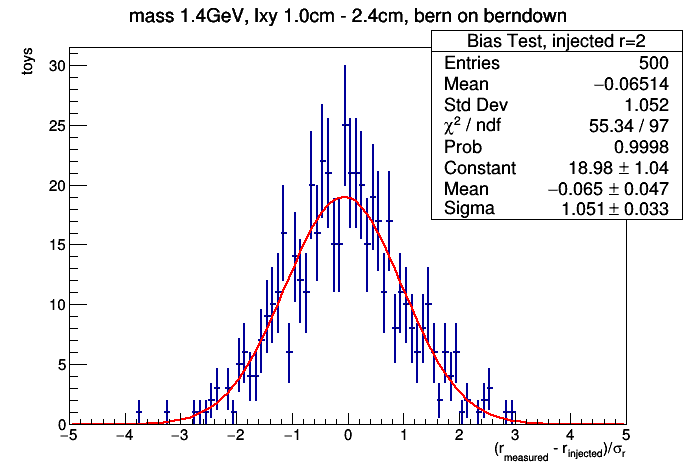 mass 1.4GeV, lxy 1.0cm - 2.4cm, bern on berndown
Bias Test, injected r=2
Entries 500
Mean −0.06514
Std Dev 1.052
χ² / ndf 55.34 / 97
Prob 0.9998
Constant 18.98 ± 1.04
Mean −0.065 ± 0.047
Sigma 1.051 ± 0.033
toys
30
25
20
15
10
5
0
−5 −4 −3 −2 −1 0 1 2 3 4 5
(r_measured - r_injected)/σ_r